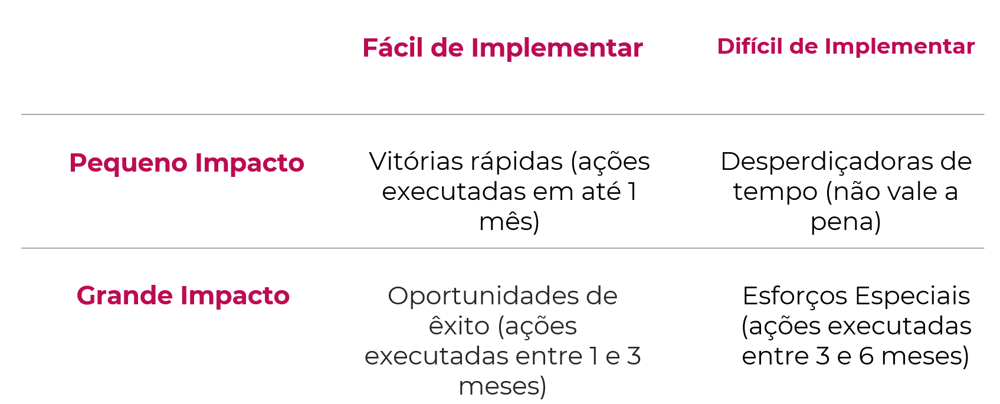 Fácil de Implementar
Difícil de Implementar
Pequeno Impacto
Vitórias rápidas (ações
executadas em até 1
mês)
Desperdiçadoras de
tempo (não vale a
pena)
Grande Impacto
Oportunidades de
êxito (ações
executadas entre 1 e 3
meses)
Esforços Especiais
(ações executadas
entre 3 e 6 meses)